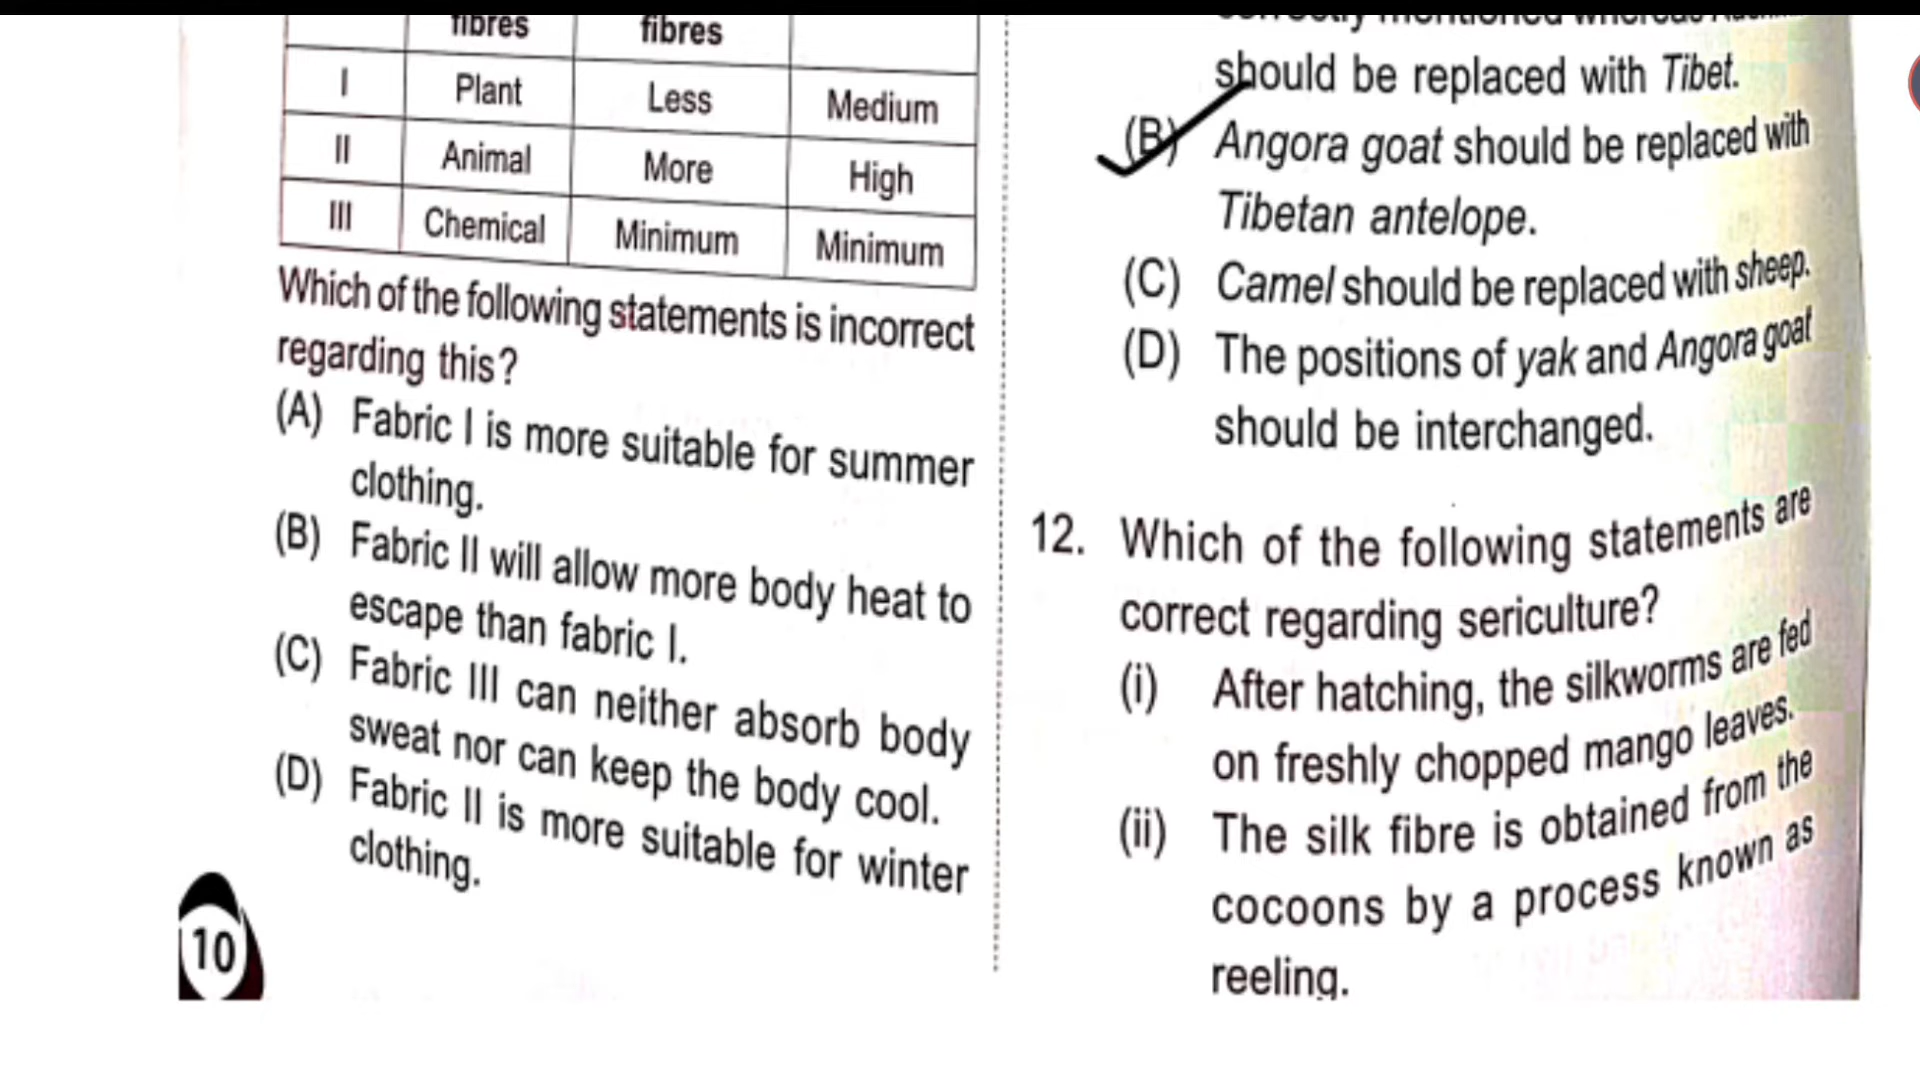 fibres fibres
I Plant Less Medium
II Animal More High
III Chemical Minimum Minimum
Which of the following statements is incorrect
regarding this?
(A) Fabric I is more suitable for summer
clothing.
(B) Fabric II will allow more body heat to
escape than fabric I.
(C) Fabric III can neither absorb body
sweat nor can keep the body cool.
(D) Fabric II is more suitable for winter
clothing.
10
correctly mentioned whereas
should be replaced with Tibet.
(B) Angora goat should be replaced with
Tibetan antelope.
(C) Camel should be replaced with sheep.
(D) The positions of yak and Angora goat
should be interchanged.
12. Which of the following statements are
correct regarding sericulture?
(i) After hatching, the silkworms are fed
on freshly chopped mango leaves.
(ii) The silk fibre is obtained from the
cocoons by a process known as
reeling.